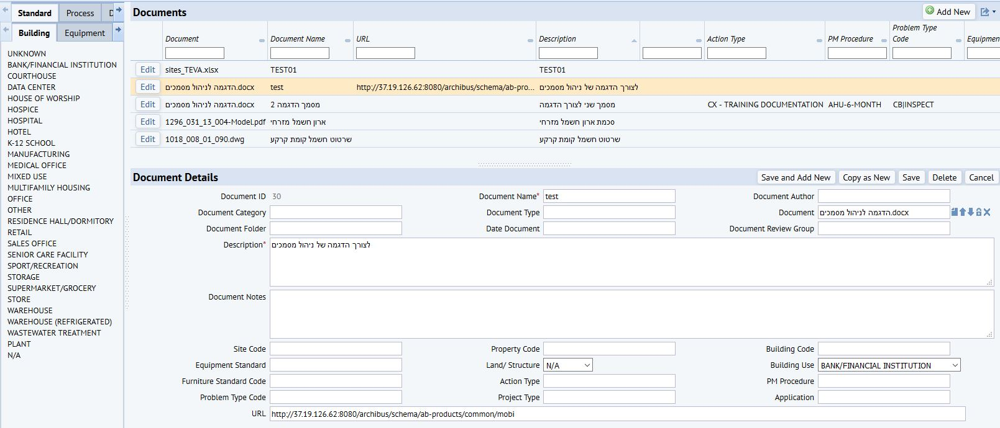 Standard Process D
Building Equipment
UNKNOWN
BANK/FINANCIAL INSTITUTION
COURTHOUSE
DATA CENTER
HOUSE OF WORSHIP
HOSPICE
HOSPITAL
HOTEL
K-12 SCHOOL
MANUFACTURING
MEDICAL OFFICE
MIXED USE
MULTIFAMILY HOUSING
OFFICE
OTHER
RESIDENCE HALL/DORMITORY
RETAIL
SALES OFFICE
SENIOR CARE FACILITY
SPORT/RECREATION
STORAGE
SUPERMARKET/GROCERY
STORE
WAREHOUSE
WAREHOUSE (REFRIGERATED)
WASTEWATER TREATMENT
PLANT
N/A
Documents Add New
Document Document Name URL Description Action Type PM Procedure Problem Type Code Equipmen
Edit sites_TEVA.xlsx TEST01 TEST01
Edit הדגמה לניהול מסמכים.docx test http://37.19.126.62:8080/archibus/schema/ab-pro... לצורך הדגמה של ניהול מסמכים
Edit הדגמה לניהול מסמכים.docx מסמך הדגמה 2 מסמך שני לצורך הדגמה CX - TRAINING DOCUMENTATION AHU-6-MONTH CB|INSPECT
Edit 1296_031_13_004-Model.pdf ארון חשמל מזרחי סכמת ארון חשמל מזרחי
Edit 1018_008_01_090.dwg שרטוט חשמל קומת קרקע שרטוט חשמל קומת קרקע
Document Details Save and Add New Copy as New Save Delete Cancel
Document ID 30 Document Name* test Document Author
Document Category Document Type Document הדגמה לניהול מסמכים.docx
Document Folder Date Document Document Review Group
Description* לצורך הדגמה של ניהול מסמכים
Document Notes
Site Code Property Code Building Code
Equipment Standard Land/ Structure N/A Building Use BANK/FINANCIAL INSTITUTION
Furniture Standard Code Action Type PM Procedure
Problem Type Code Project Type Application
URL http://37.19.126.62:8080/archibus/schema/ab-products/common/mobi